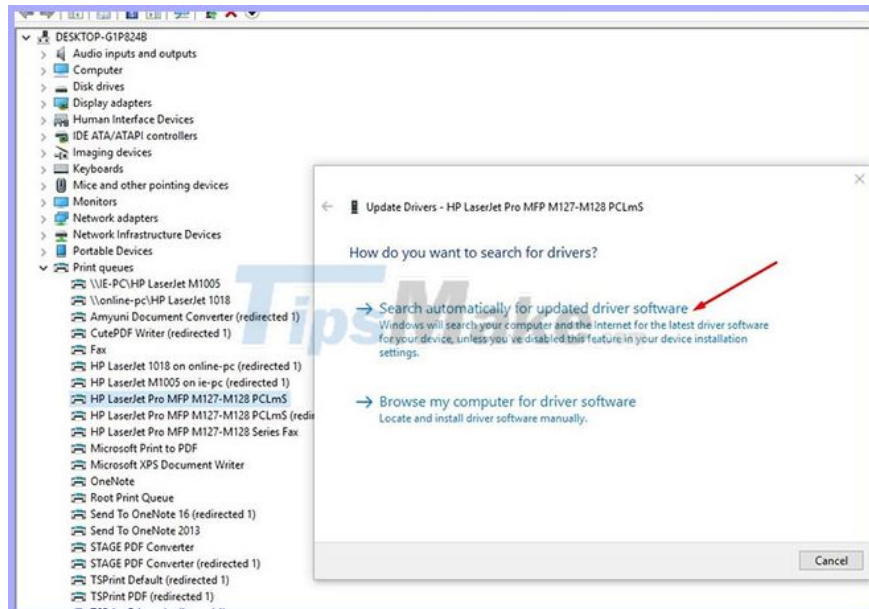 DESKTOP-G1P824B
Audio inputs and outputs
Computer
Disk drives
Display adapters
Human Interface Devices
IDE ATA/ATAPI controllers
Imaging devices
Keyboards
Mice and other pointing devices
Monitors
Network adapters
Network Infrastructure Devices
Portable Devices
Print queues
\\IE-PC\HP LaserJet M1005
\\online-pc\HP LaserJet 1018
Amyuni Document Converter (redirected 1)
CutePDF Writer (redirected 1)
Fax
HP LaserJet 1018 on online-pc (redirected 1)
HP LaserJet M1005 on ie-pc (redirected 1)
HP LaserJet Pro MFP M127-M128 PCLmS
HP LaserJet Pro MFP M127-M128 PCLmS (redir
HP LaserJet Pro MFP M127-M128 Series Fax
Microsoft Print to PDF
Microsoft XPS Document Writer
OneNote
Root Print Queue
Send To OneNote 16 (redirected 1)
Send To OneNote 2013
STAGE PDF Converter
STAGE PDF Converter (redirected 1)
TSPrint Default (redirected 1)
TSPrint PDF (redirected 1)
Update Drivers - HP LaserJet Pro MFP M127-M128 PCLmS
How do you want to search for drivers?
Search automatically for updated driver software
Windows will search your computer and the Internet for the latest driver software
for your device, unless you've disabled this feature in your device installation
settings.
Browse my computer for driver software
Locate and install driver software manually.
Cancel
TipsMake